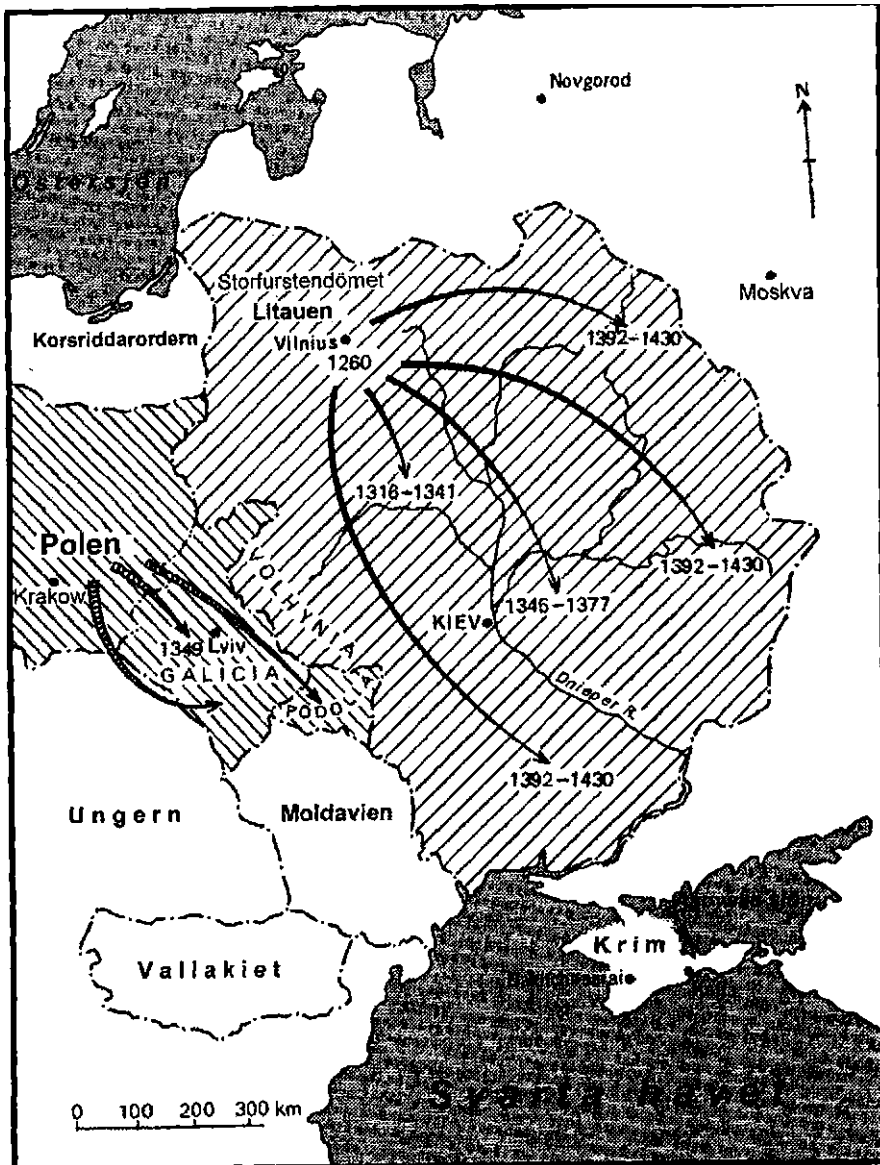 Novgorod
N
Östersjön
Storfurstendömet
Moskva
Litauen
Korsriddarordern
Vilnius
1392–1430
1260
1316–1341
VOLHYNIA
Polen
1392–1430
Krakow
1345–1377
KIEV
1349 Lviv
GALICIA
Dnieper R.
PODO
1392–1430
Ungern
Moldavien
Krim
Vallakiet
Svarta Havet
0 100 200 300 km